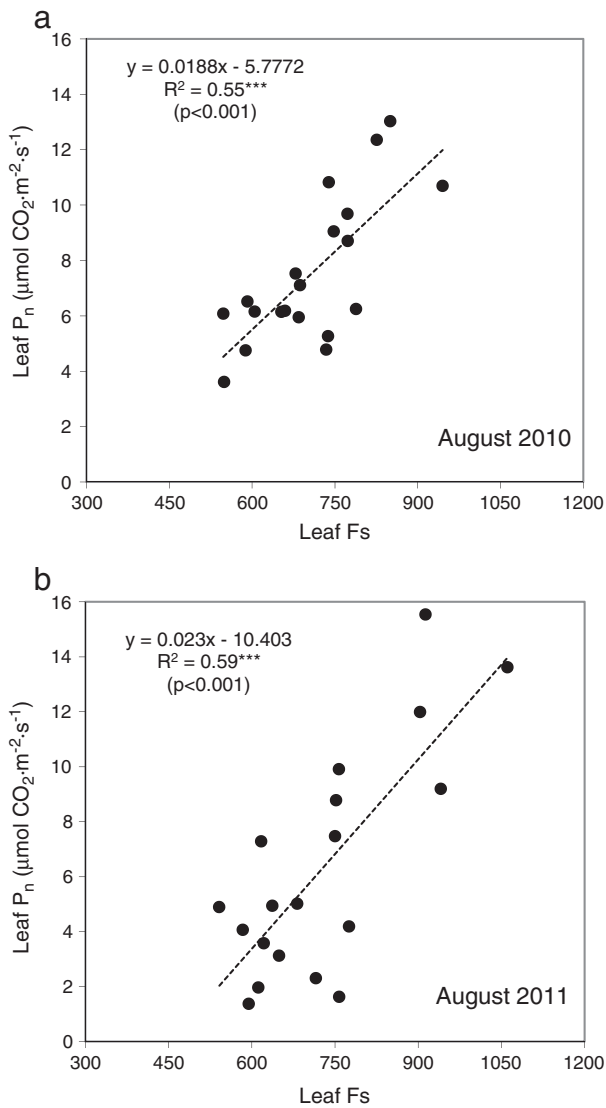 a
y = 0.0188x - 5.7772
R² = 0.55***
(p<0.001)
16
14
12
10
8
6
4
2
0
Leaf Pₙ (μmol CO₂·m⁻²·s⁻¹)
August 2010
300 450 600 750 900 1050 1200
Leaf Fs
b
y = 0.023x - 10.403
R² = 0.59***
(p<0.001)
16
14
12
10
8
6
4
2
0
Leaf Pₙ (μmol CO₂·m⁻²·s⁻¹)
August 2011
300 450 600 750 900 1050 1200
Leaf Fs